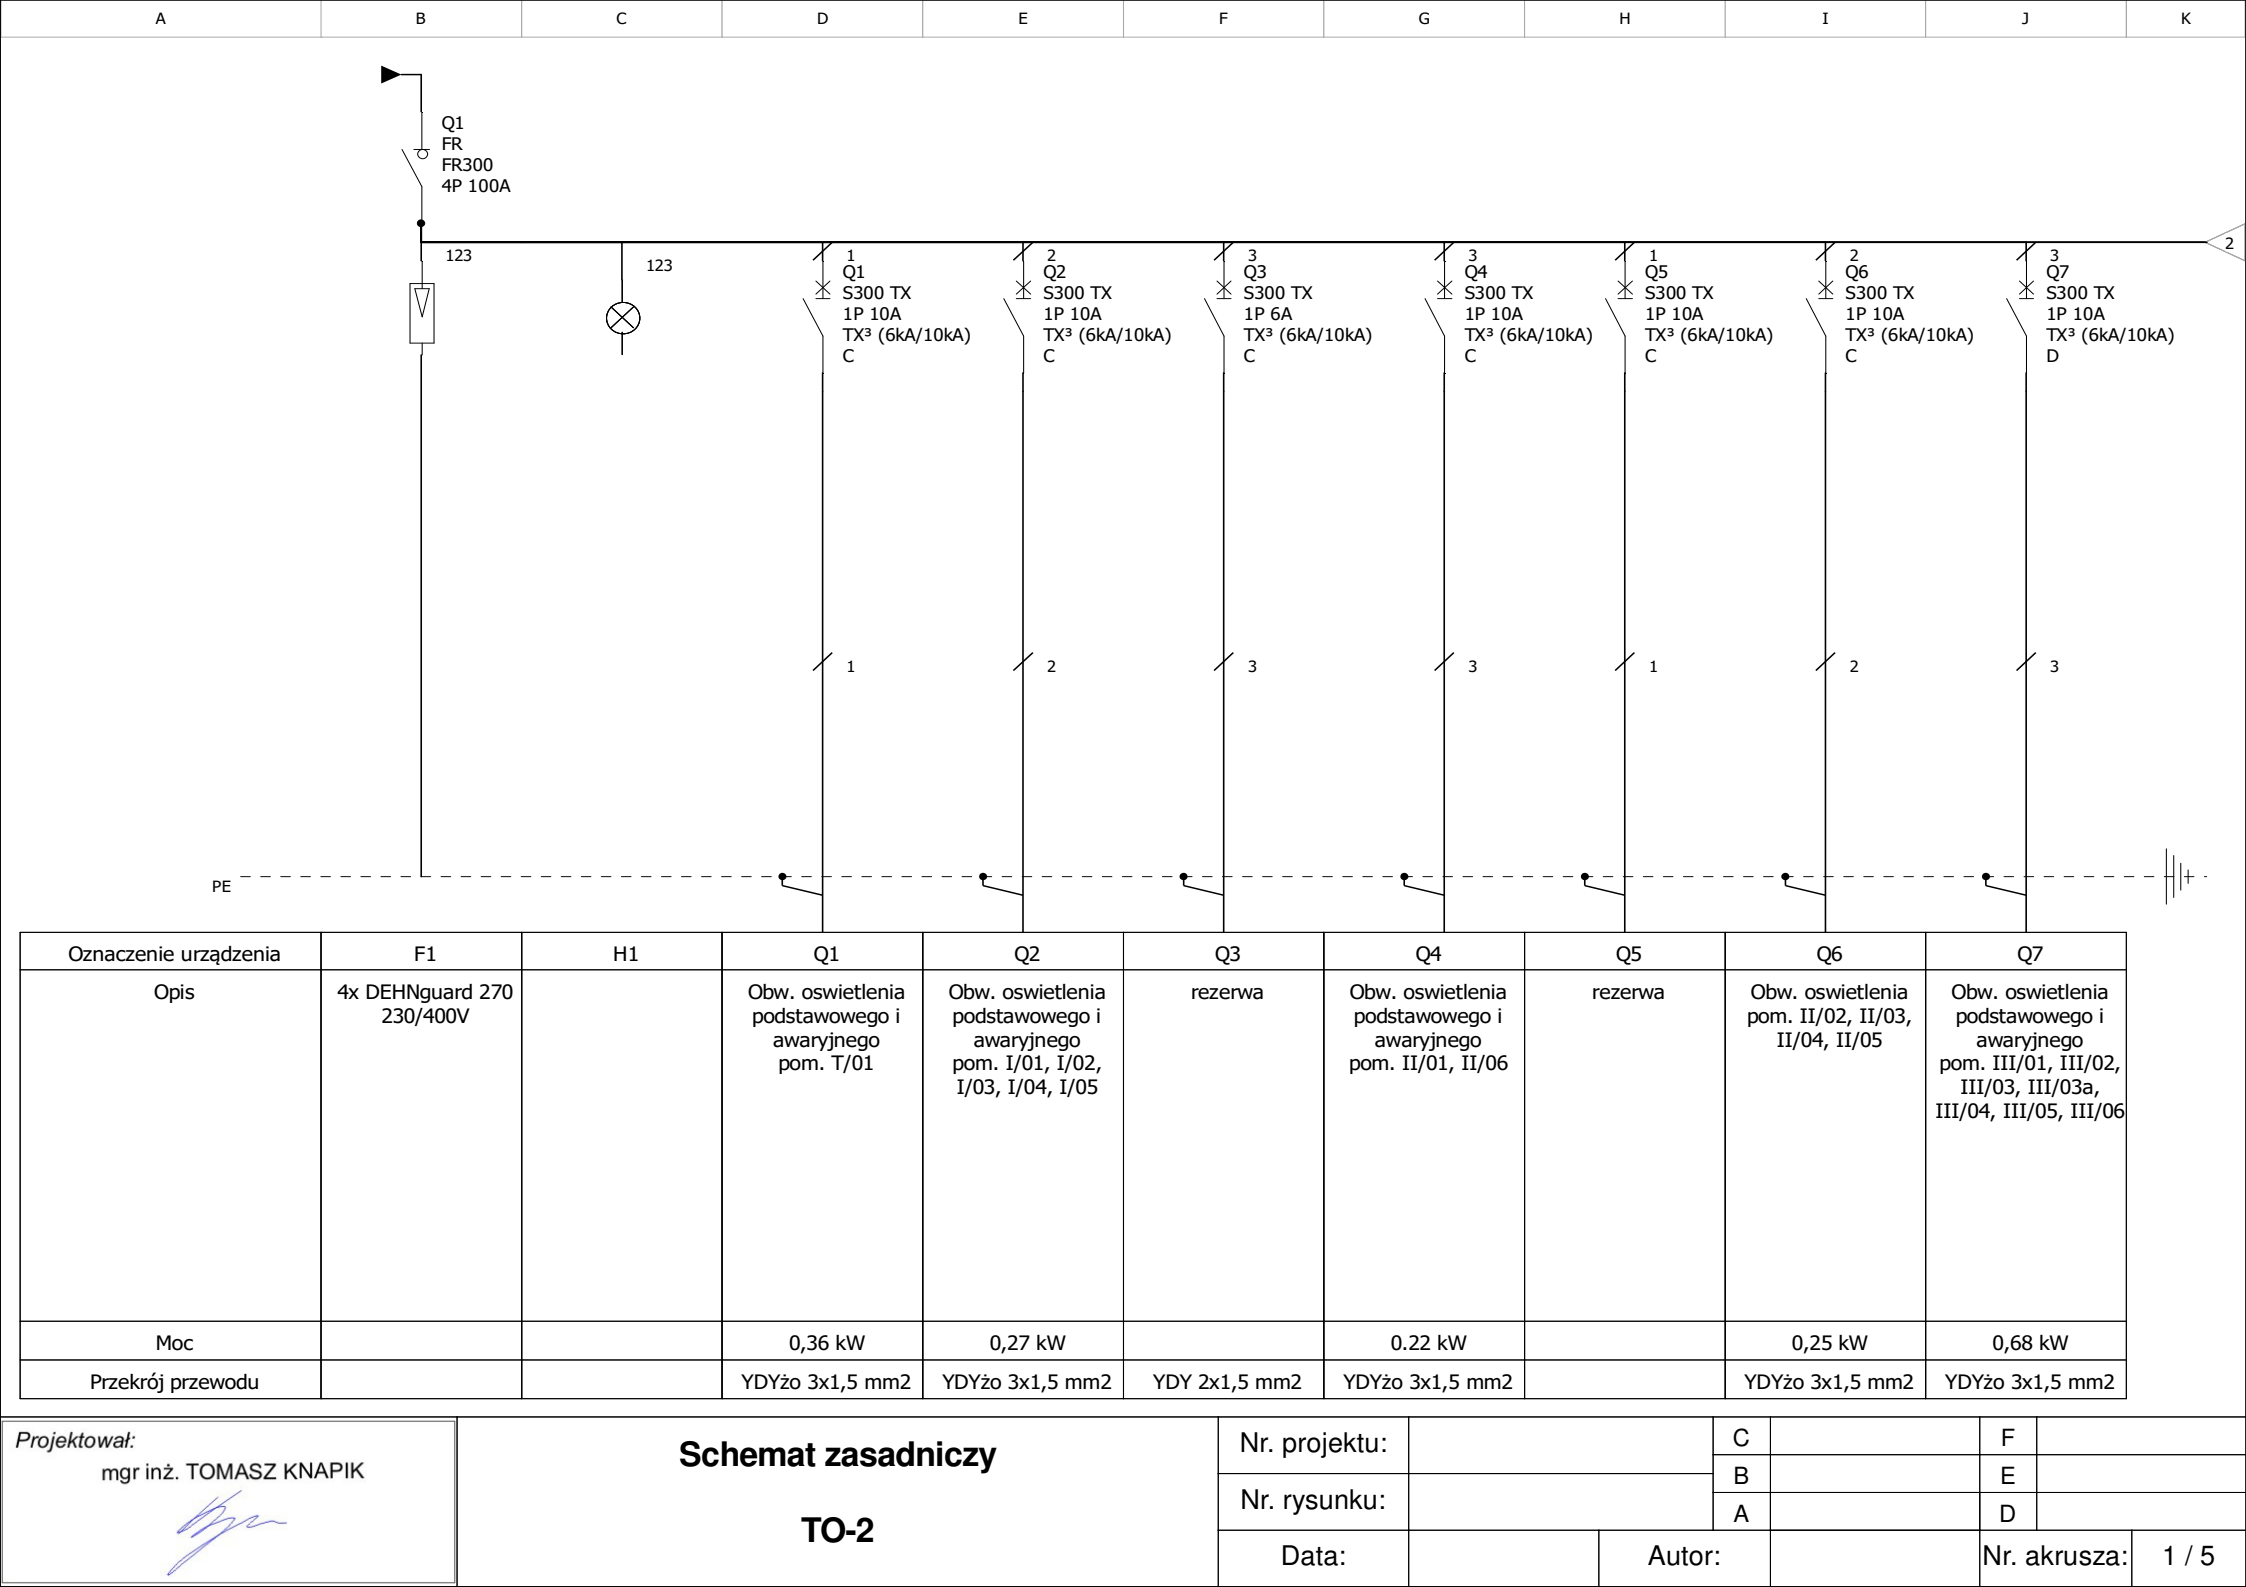 A B C D E F G H I J K
Q1
FR
FR300
4P 100A
123
123
1
Q1
S300 TX
1P 10A
TX³ (6kA/10kA)
C
2
Q2
S300 TX
1P 10A
TX³ (6kA/10kA)
C
3
Q3
S300 TX
1P 6A
TX³ (6kA/10kA)
C
3
Q4
S300 TX
1P 10A
TX³ (6kA/10kA)
C
1
Q5
S300 TX
1P 10A
TX³ (6kA/10kA)
C
2
Q6
S300 TX
1P 10A
TX³ (6kA/10kA)
C
3
Q7
S300 TX
1P 10A
TX³ (6kA/10kA)
D
2
1 2 3 3 1 2 3
PE
Oznaczenie urządzenia F1 H1 Q1 Q2 Q3 Q4 Q5 Q6 Q7
Opis
4x DEHNguard 270
230/400V
Obw. oswietlenia
podstawowego i
awaryjnego
pom. T/01
Obw. oswietlenia
podstawowego i
awaryjnego
pom. I/01, I/02,
I/03, I/04, I/05
rezerwa
Obw. oswietlenia
podstawowego i
awaryjnego
pom. II/01, II/06
rezerwa
Obw. oswietlenia
pom. II/02, II/03,
II/04, II/05
Obw. oswietlenia
podstawowego i
awaryjnego
pom. III/01, III/02,
III/03, III/03a,
III/04, III/05, III/06
Moc 0,36 kW 0,27 kW 0.22 kW 0,25 kW 0,68 kW
Przekrój przewodu YDYżo 3x1,5 mm2 YDYżo 3x1,5 mm2 YDY 2x1,5 mm2 YDYżo 3x1,5 mm2 YDYżo 3x1,5 mm2 YDYżo 3x1,5 mm2
Projektował:
mgr inż. TOMASZ KNAPIK
Schemat zasadniczy
TO-2
Nr. projektu:
Nr. rysunku:
Data:
Autor:
C F
B E
A D
Nr. akrusza: 1 / 5